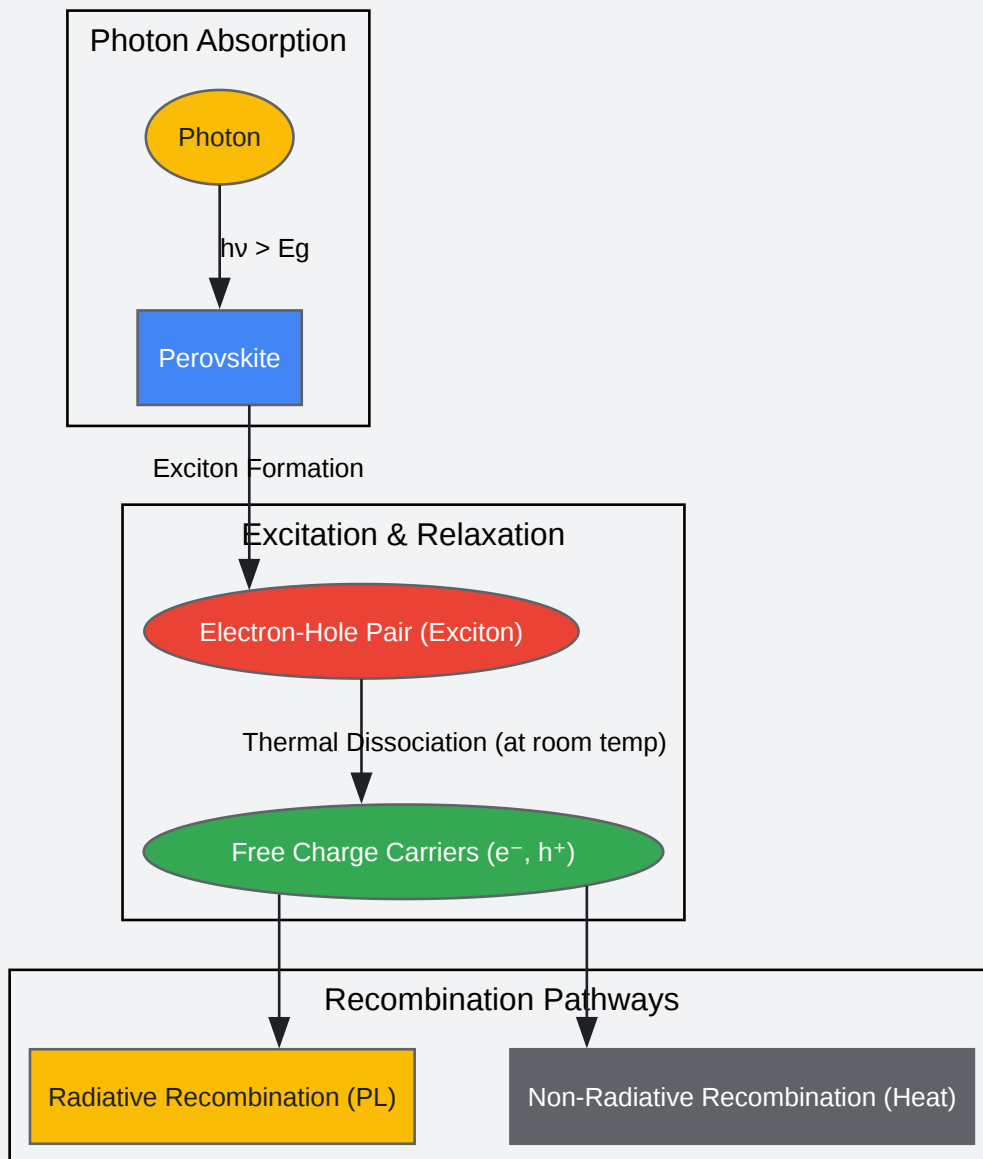 Photon Absorption
Photon
hν > Eg
Perovskite
Exciton Formation
Excitation & Relaxation
Electron-Hole Pair (Exciton)
Thermal Dissociation (at room temp)
Free Charge Carriers (e⁻, h⁺)
Recombination Pathways
Radiative Recombination (PL)
Non-Radiative Recombination (Heat)